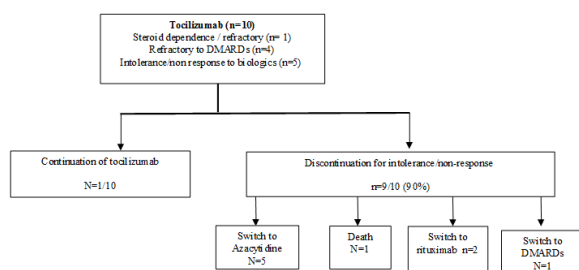 Tocilizumab (n=10)
Steroid dependence / refractory (n= 1)
Refractory to DMARDs (n=4)
Intolerance/non response to biologics (n=5)
Continuation of tocilizumab
N=1/10
Discontinuation for intolerance/non-response
n=9/10 (90%)
Switch to
Azacytidine
N=5
Death
N=1
Switch to
rituximab n=2
Switch to
DMARDs
N=1